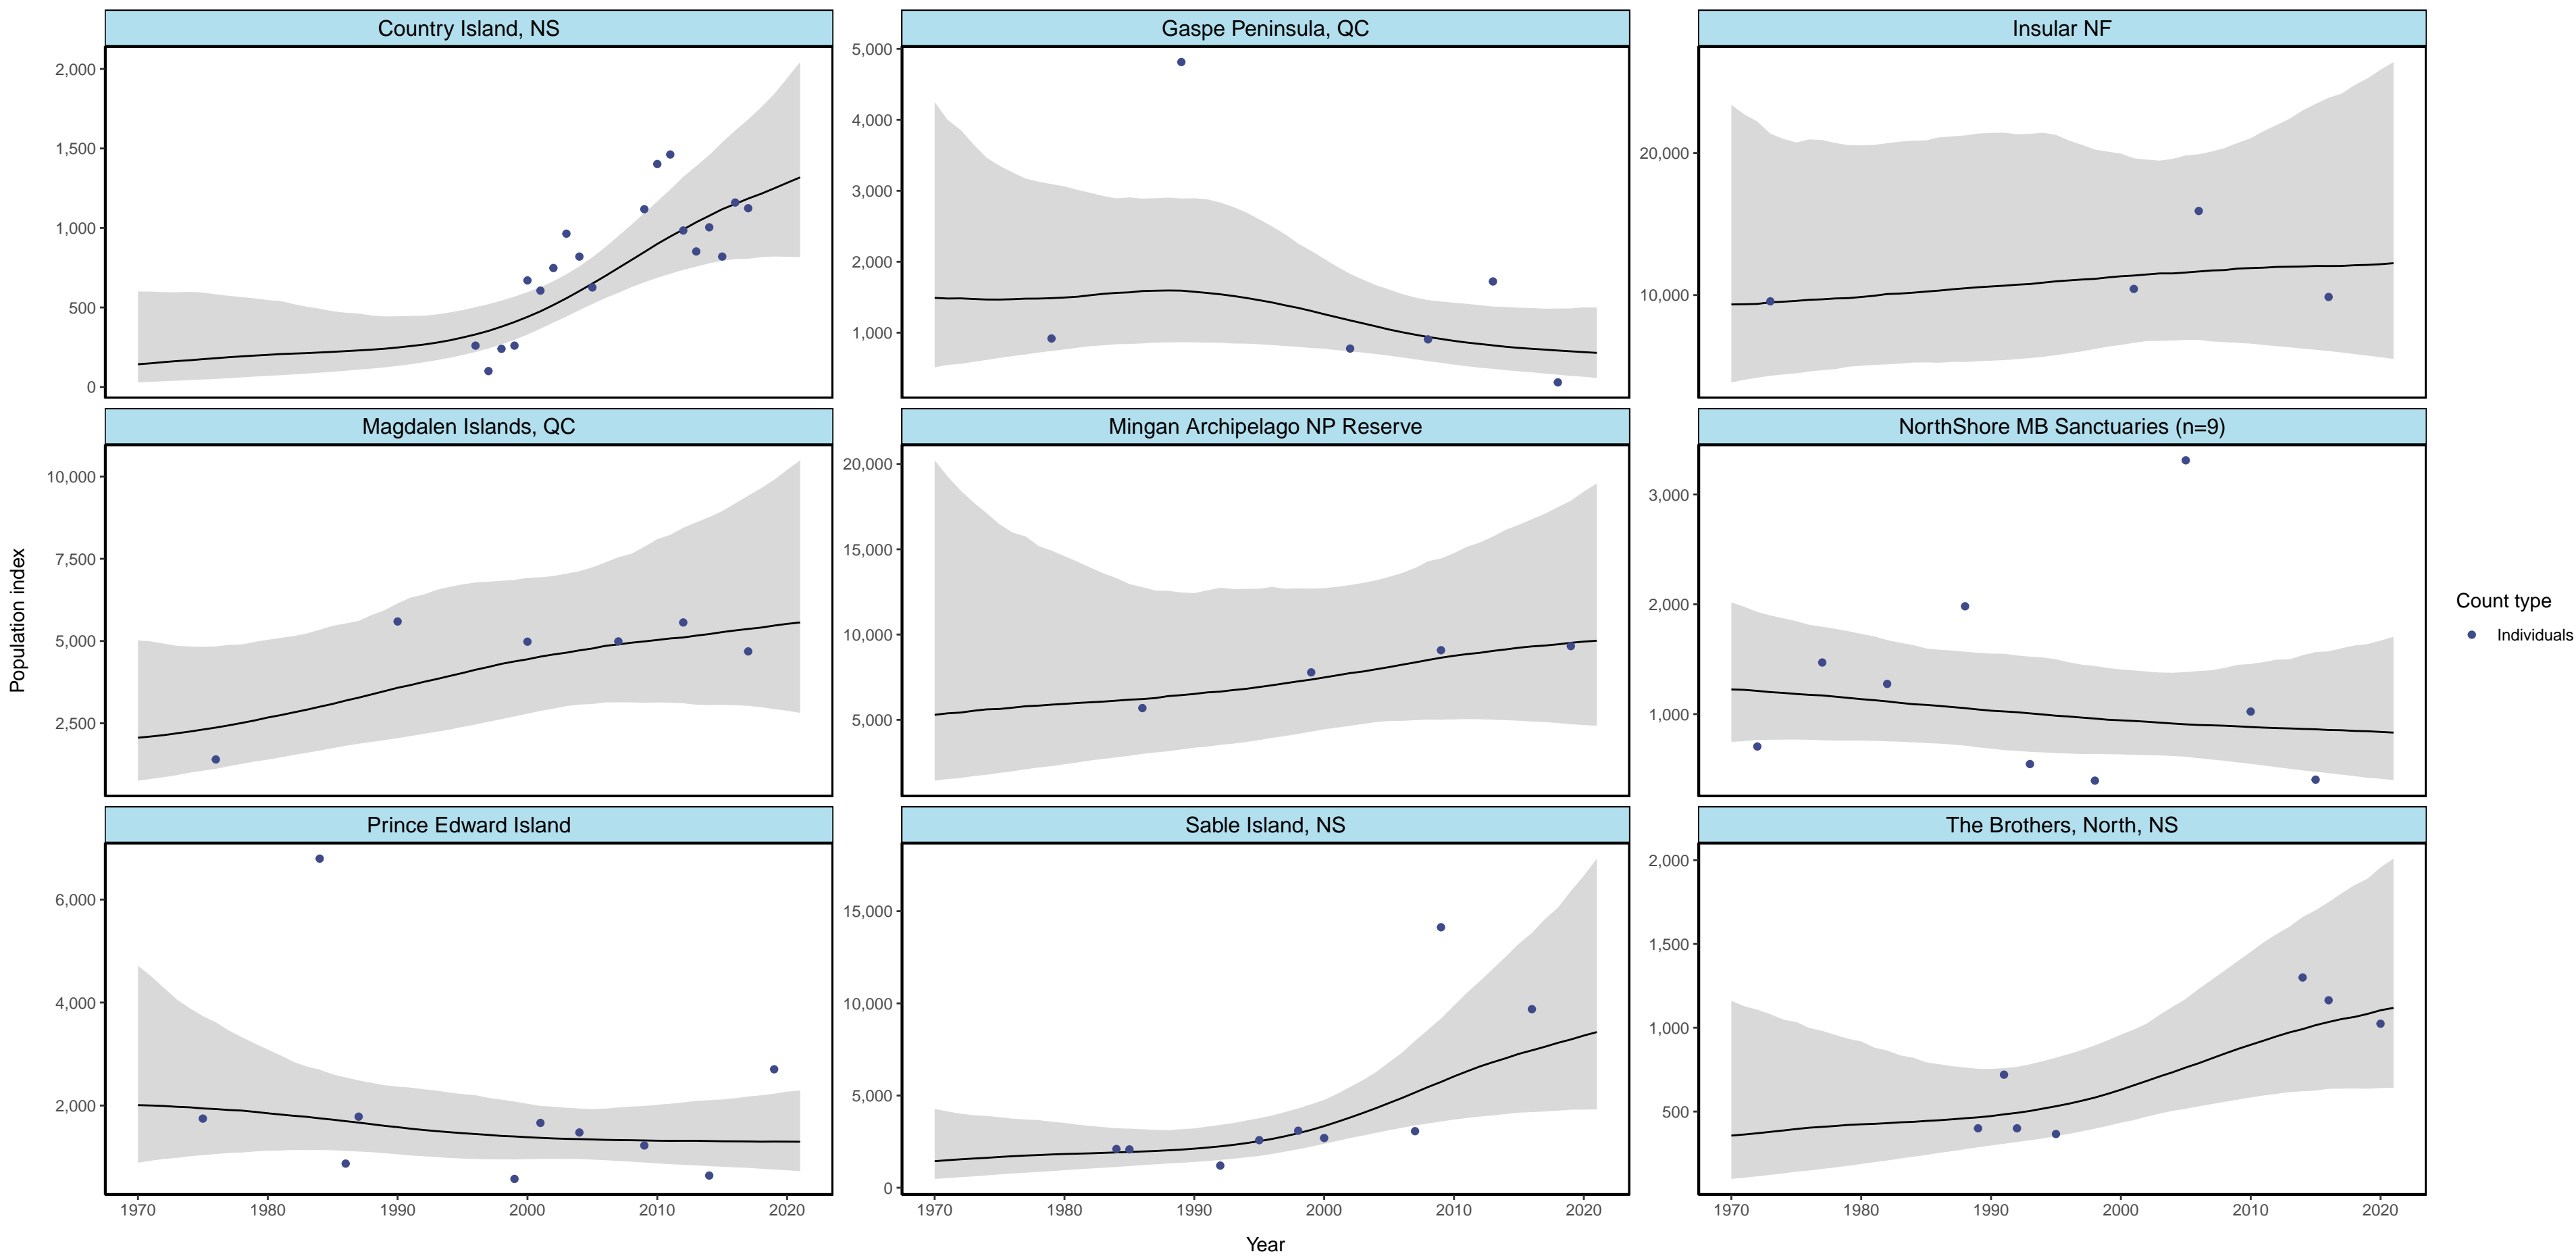 Country Island, NS
Gaspe Peninsula, QC
Insular NF
2,000
1,500
1,000
500
0
5,000
4,000
3,000
2,000
1,000
20,000
10,000
Magdalen Islands, QC
Mingan Archipelago NP Reserve
NorthShore MB Sanctuaries (n=9)
10,000
7,500
5,000
2,500
20,000
15,000
10,000
5,000
3,000
2,000
1,000
Prince Edward Island
Sable Island, NS
The Brothers, North, NS
6,000
4,000
2,000
15,000
10,000
5,000
0
2,000
1,500
1,000
500
1970 1980 1990 2000 2010 2020
1970 1980 1990 2000 2010 2020
1970 1980 1990 2000 2010 2020
Year
Population index
Count type
Individuals